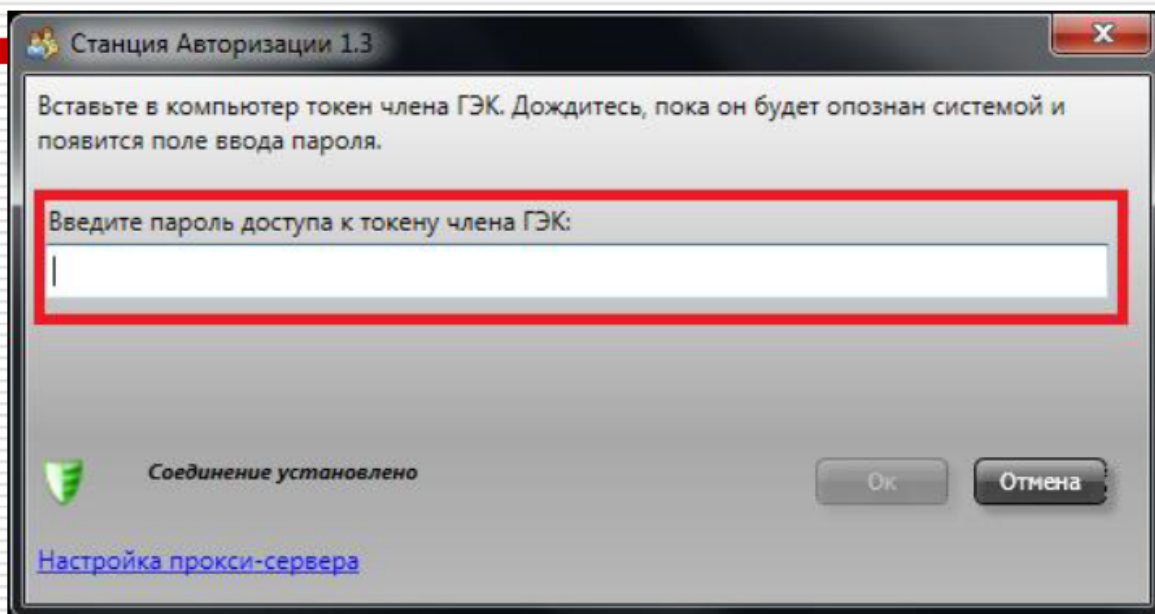 Станция Авторизации 1.3
Вставьте в компьютер токен члена ГЭК. Дождитесь, пока он будет опознан системой и
появится поле ввода пароля.
Введите пароль доступа к токену члена ГЭК:
Соединение установлено
Ок
Отмена
Настройка прокси-сервера